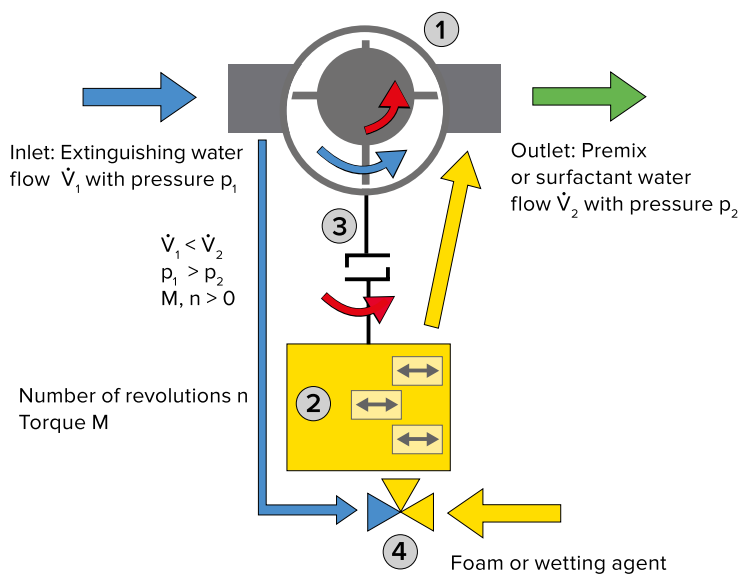 1
Inlet: Extinguishing water
flow V̇₁ with pressure p₁
Outlet: Premix
or surfactant water
flow V̇₂ with pressure p₂
3
V̇₁ < V̇₂
p₁ > p₂
M, n > 0
Number of revolutions n
Torque M
2
4
Foam or wetting agent